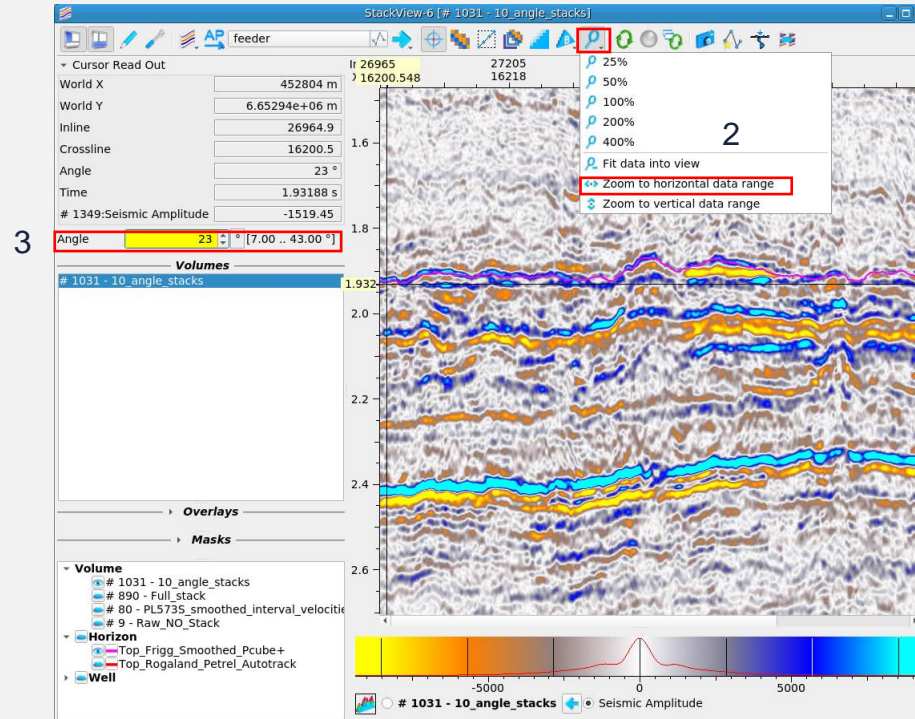 StackView-6 [# 1031 - 10_angle_stacks]
AP feeder
Cursor Read Out
World X 452804 m
World Y 6.65294e+06 m
Inline 26964.9
Crossline 16200.5
Angle 23 °
Time 1.93188 s
# 1349:Seismic Amplitude -1519.45
3
Angle 23 ° [7.00 .. 43.00 °]
Volumes
# 1031 - 10_angle_stacks
Overlays
Masks
Volume
# 1031 - 10_angle_stacks
# 890 - Full_stack
# 80 - PL573S_smoothed_interval_velocitie
# 9 - Raw_NO_Stack
Horizon
Top_Frigg_Smoothed_Pcube+
Top_Rogaland_Petrel_Autotrack
Well
26965 27205
16200.548 16218
25%
50%
100%
200%
400%
2
Fit data into view
Zoom to horizontal data range
Zoom to vertical data range
1.6
1.8
1.932
2.0
2.2
2.4
2.6
-5000 0 5000
# 1031 - 10_angle_stacks Seismic Amplitude